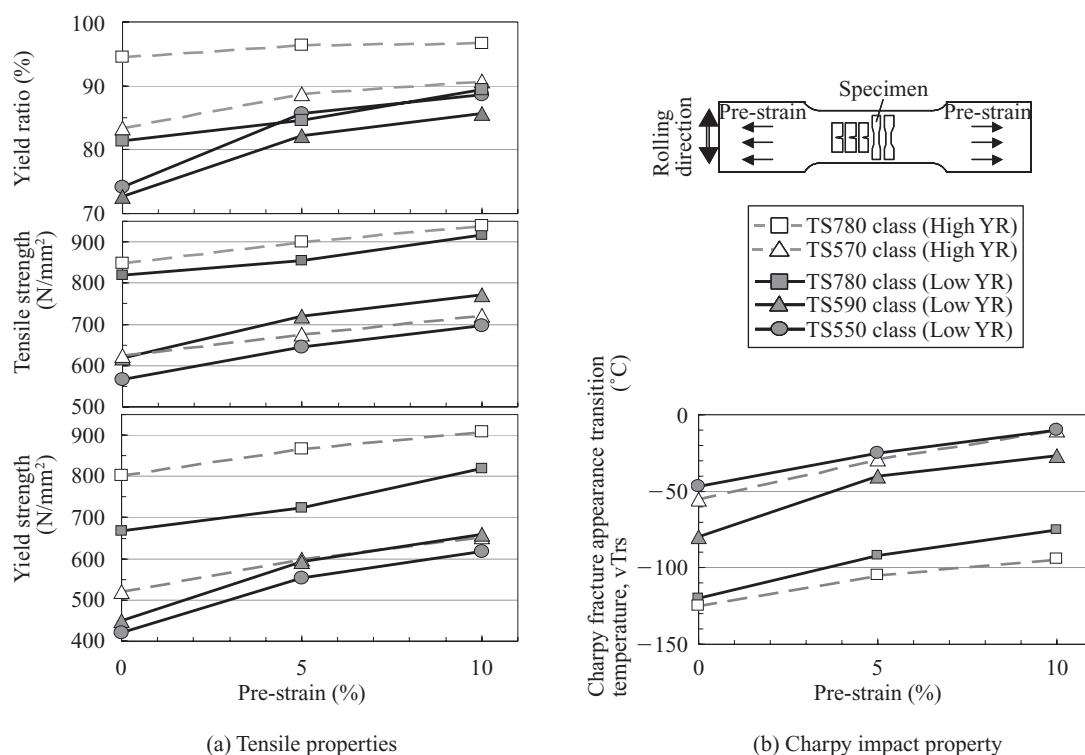 100
90
80
70
Yield ratio (%)
900
800
700
600
500
Tensile strength
(N/mm²)
900
800
700
600
500
400
Yield strength
(N/mm²)
0
5
10
Pre-strain (%)
(a) Tensile properties
Specimen
Pre-strain
Pre-strain
Rolling
direction
TS780 class (High YR)
TS570 class (High YR)
TS780 class (Low YR)
TS590 class (Low YR)
TS550 class (Low YR)
Charpy fracture appearance transition
temperature, vTrs
(˚C)
0
−50
−100
−150
0
5
10
Pre-strain (%)
(b) Charpy impact property